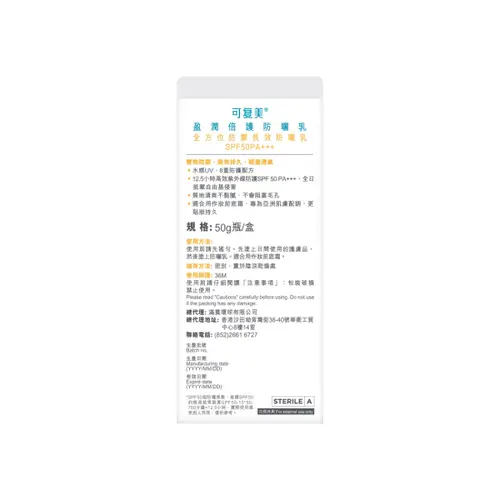 可复美®
盈潤倍護防曬乳
全方位防禦長效防曬乳
SPF50PA+++
雙效防禦，高效持久，輕盈透氣
• 水感UV，8重防護配方
• 12.5小時高效紫外線防護SPF 50 PA+++，全日
抵禦自由基侵害
• 質地清爽不黏膩，不會阻塞毛孔
• 適合用作妝前底霜，專為亞洲肌膚配調，更
貼服持久
規 格: 50g瓶/盒
使用方法:
使用前請先搖勻。先塗上日間使用的護膚品，
然後塗上防曬乳。適合用作妝前底霜。
儲存方法: 密封，置於陰涼乾燥處
使用期限: 36M
使用前請仔細閱讀「注意事項」；包裝破損
禁止使用。
Please read "Cautions" carefully before using. Do not use
if the packing has any damage.
總代理: 滿貫環球有限公司
總代理地址: 香港沙田坳背灣街38-40號華衛工貿
中心8樓14室
聯絡電話: (852)2661 6727
生產批號
Batch no.
生產日期
Manufacturing date
(YYYY/MM/DD)
有效日期
Expire date
(YYYY/MM/DD)
STERILE A
For external use only